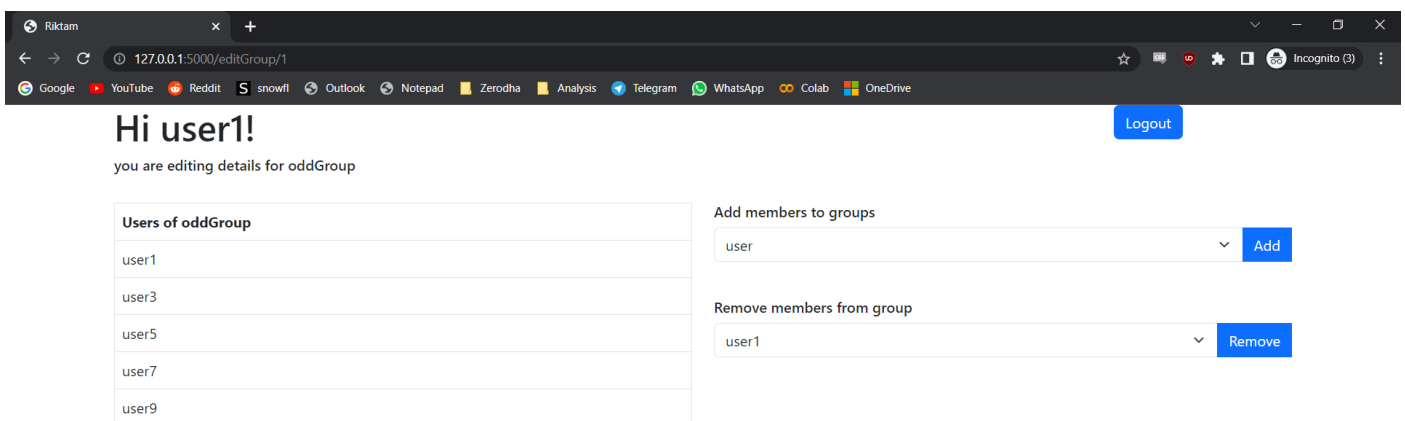 Riktam
127.0.0.1:5000/editGroup/1
Incognito (3)
Google YouTube Reddit S snowfl Outlook Notepad Zerodha Analysis Telegram WhatsApp CO Colab OneDrive
Hi user1!
Logout
you are editing details for oddGroup
Users of oddGroup
user1
user3
user5
user7
user9
Add members to groups
user
Add
Remove members from group
user1
Remove